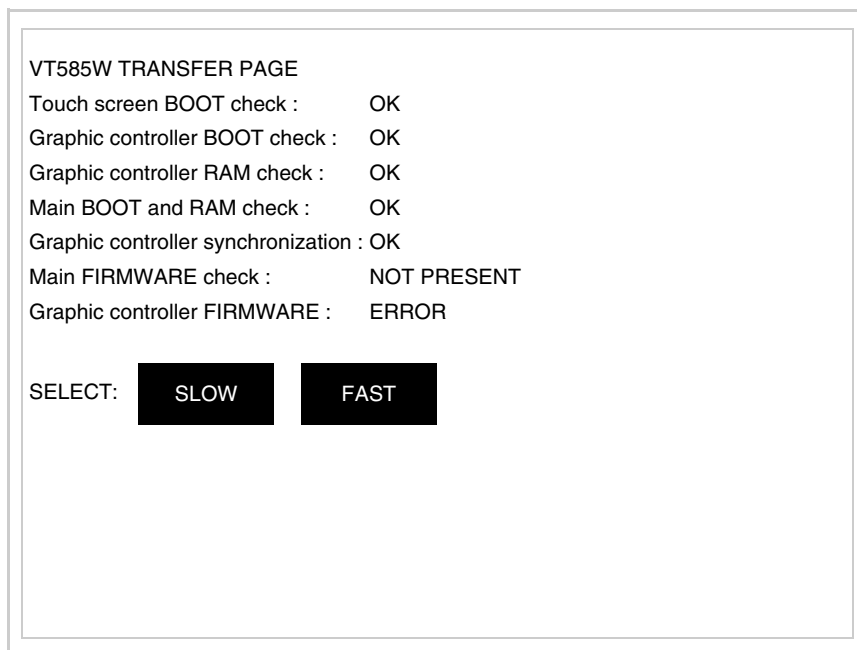 VT585W TRANSFER PAGE
Touch screen BOOT check : OK
Graphic controller BOOT check : OK
Graphic controller RAM check : OK
Main BOOT and RAM check : OK
Graphic controller synchronization : OK
Main FIRMWARE check : NOT PRESENT
Graphic controller FIRMWARE : ERROR
SELECT: SLOW FAST